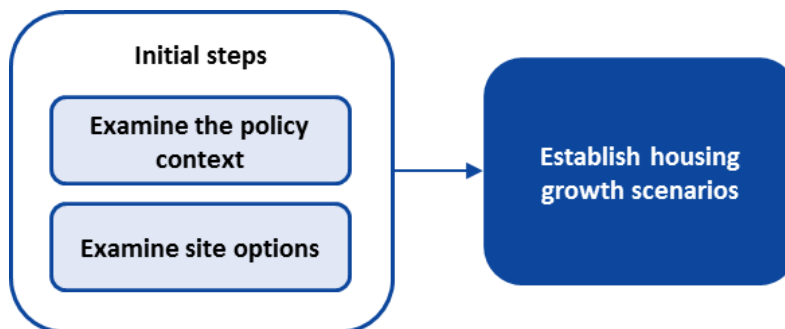 Initial steps
Examine the policy
context
Examine site options
Establish housing
growth scenarios